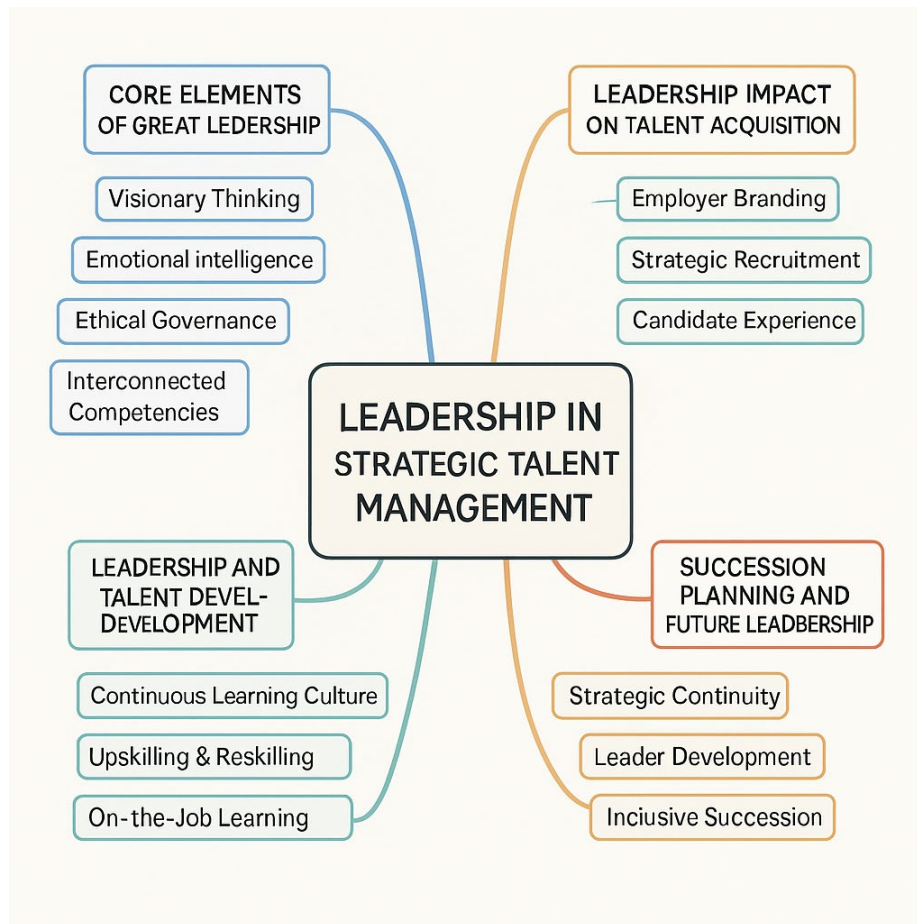 CORE ELEMENTS
OF GREAT LEDERSHIP
Visionary Thinking
Emotional intelligence
Ethical Governance
Interconnected
Competencies
LEADERSHIP IMPACT
ON TALENT ACQUISITION
Employer Branding
Strategic Recruitment
Candidate Experience
LEADERSHIP IN
STRATEGIC TALENT
MANAGEMENT
LEADERSHIP AND
TALENT DEVEL-
DEVELOPMENT
Continuous Learning Culture
Upskilling & Reskilling
On-the-Job Learning
SUCCESSION
PLANNING AND
FUTURE LEADBERSHIP
Strategic Continuity
Leader Development
Inciusive Succession